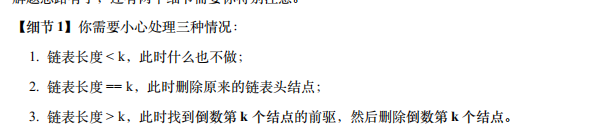 【细节 1】你需要小心处理三种情况：
1. 链表长度 < k，此时什么也不做；
2. 链表长度 == k，此时删除原来的链表头结点；
3. 链表长度 > k，此时找到倒数第 k 个结点的前驱，然后删除倒数第 k 个结点。